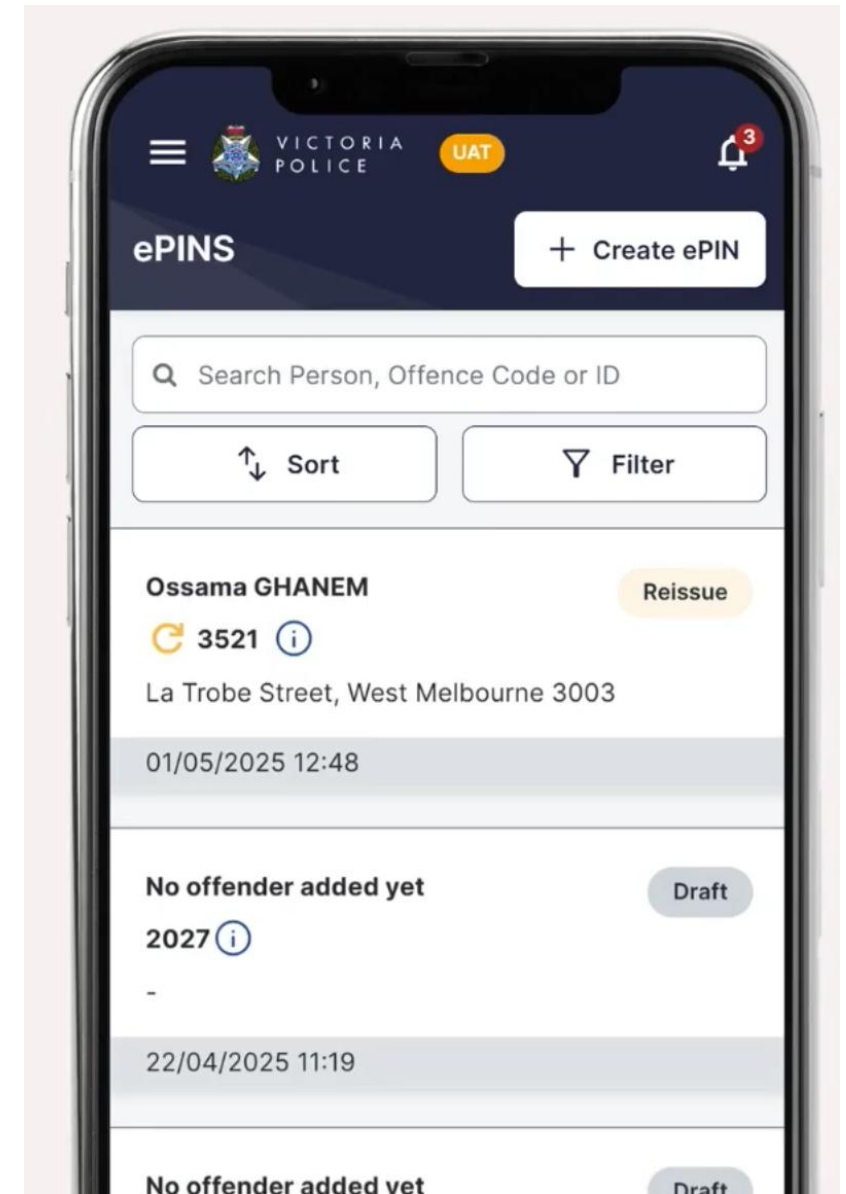 VICTORIA
POLICE
UAT
3
ePINS
+ Create ePIN
Search Person, Offence Code or ID
Sort
Filter
Ossama GHANEM
Reissue
3521
La Trobe Street, West Melbourne 3003
01/05/2025 12:48
No offender added yet
Draft
2027
-
22/04/2025 11:19
No offender added yet
Draft